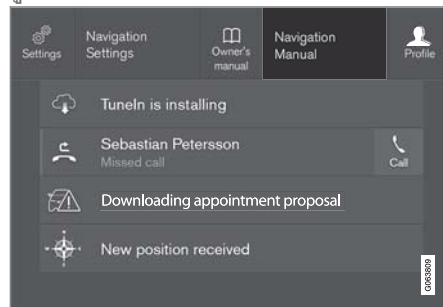 Settings
Navigation
Settings
Owner's
manual
Navigation
Manual
Profile
TuneIn is installing
Sebastian Petersson
Missed call
Call
Downloading appointment proposal
New position received
G063809